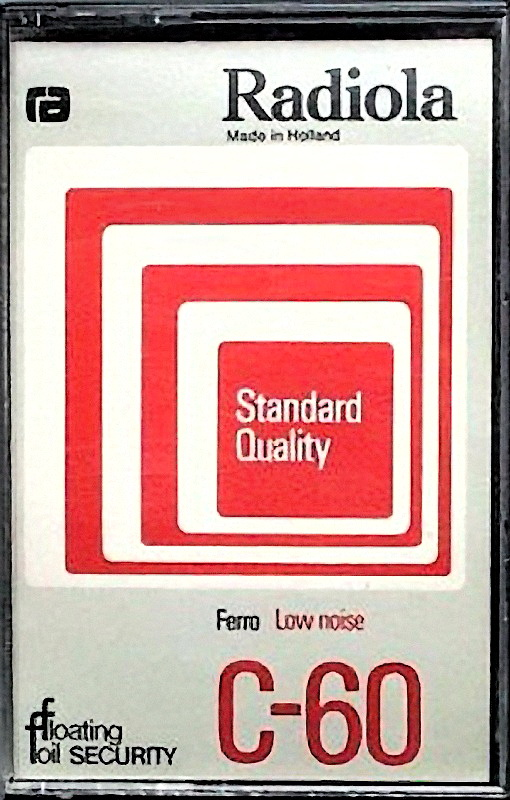 ra
Radiola
Made in Holland
Standard
Quality
Ferro Low noise
C-60
floating
foil SECURITY